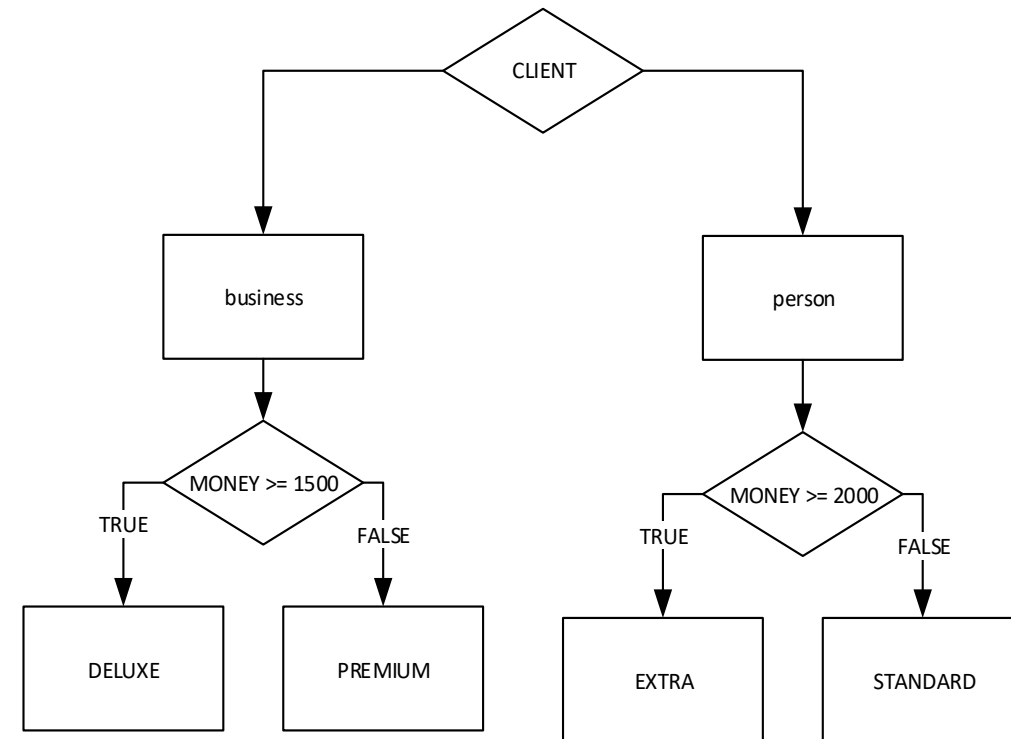 CLIENT
business
person
MONEY >= 1500
MONEY >= 2000
TRUE
FALSE
TRUE
FALSE
DELUXE
PREMIUM
EXTRA
STANDARD